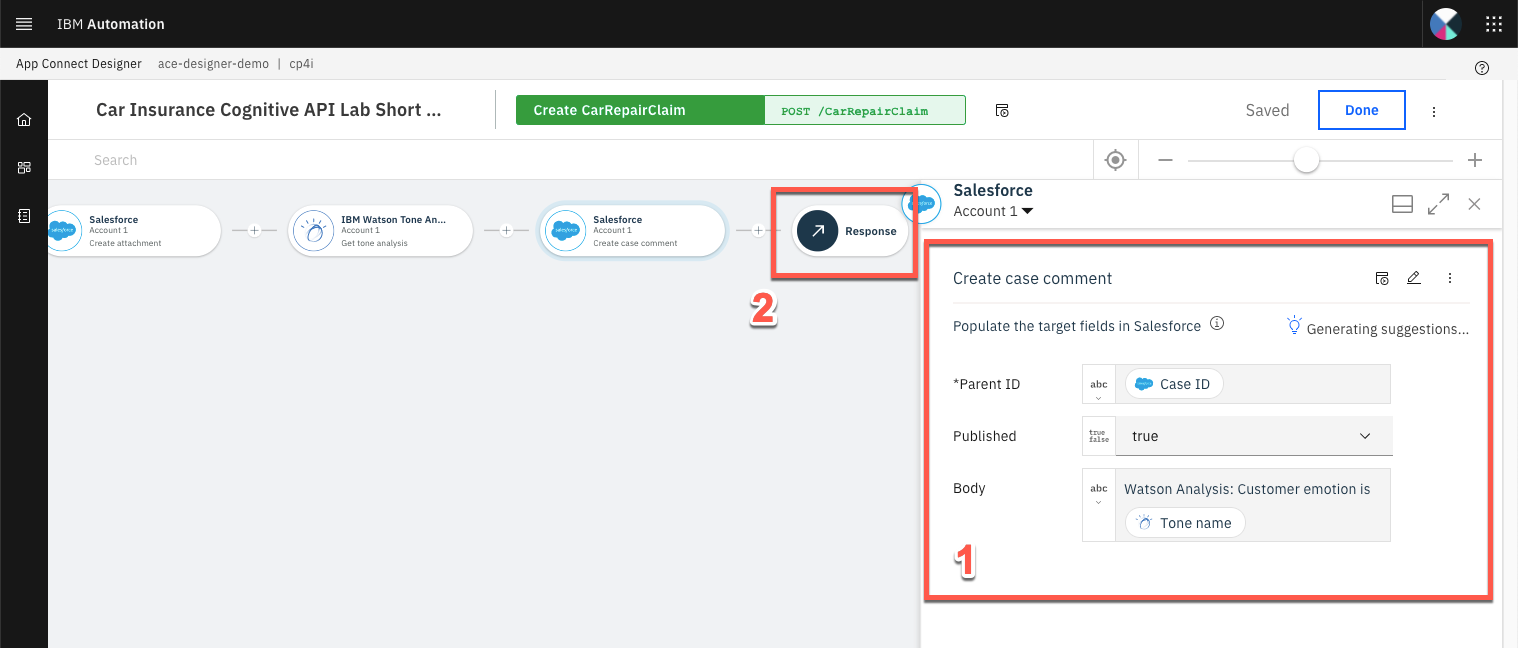 IBM Automation
App Connect Designer ace-designer-demo | cp4i
Car Insurance Cognitive API Lab Short ...
Create CarRepairClaim
POST /CarRepairClaim
Saved
Done
Search
Salesforce
Account 1
Create attachment
IBM Watson Tone An...
Account 1
Get tone analysis
Salesforce
Account 1
Create case comment
Response
2
Salesforce
Account 1
Create case comment
Populate the target fields in Salesforce
Generating suggestions...
*Parent ID
abc
Case ID
Published
true
false
true
Body
abc
Watson Analysis: Customer emotion is
Tone name
1